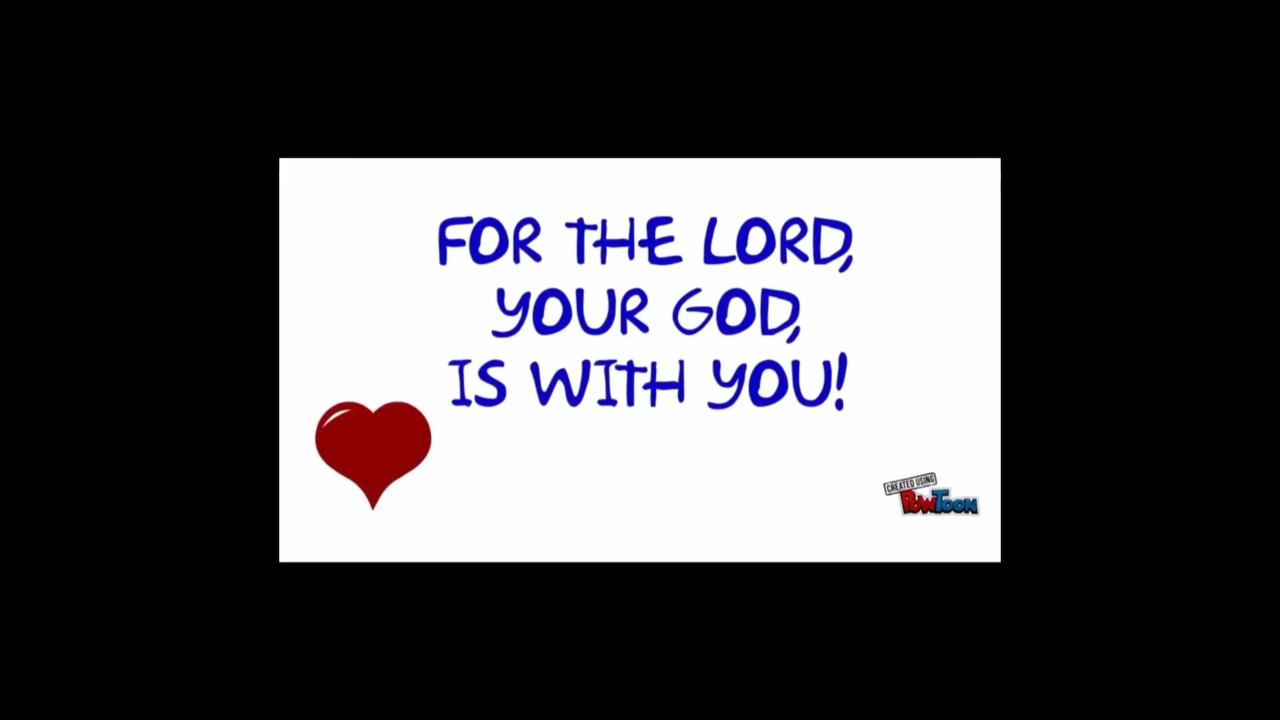 FOR THE LORD,
YOUR GOD,
IS WITH YOU!
CREATED USING
POWTOON